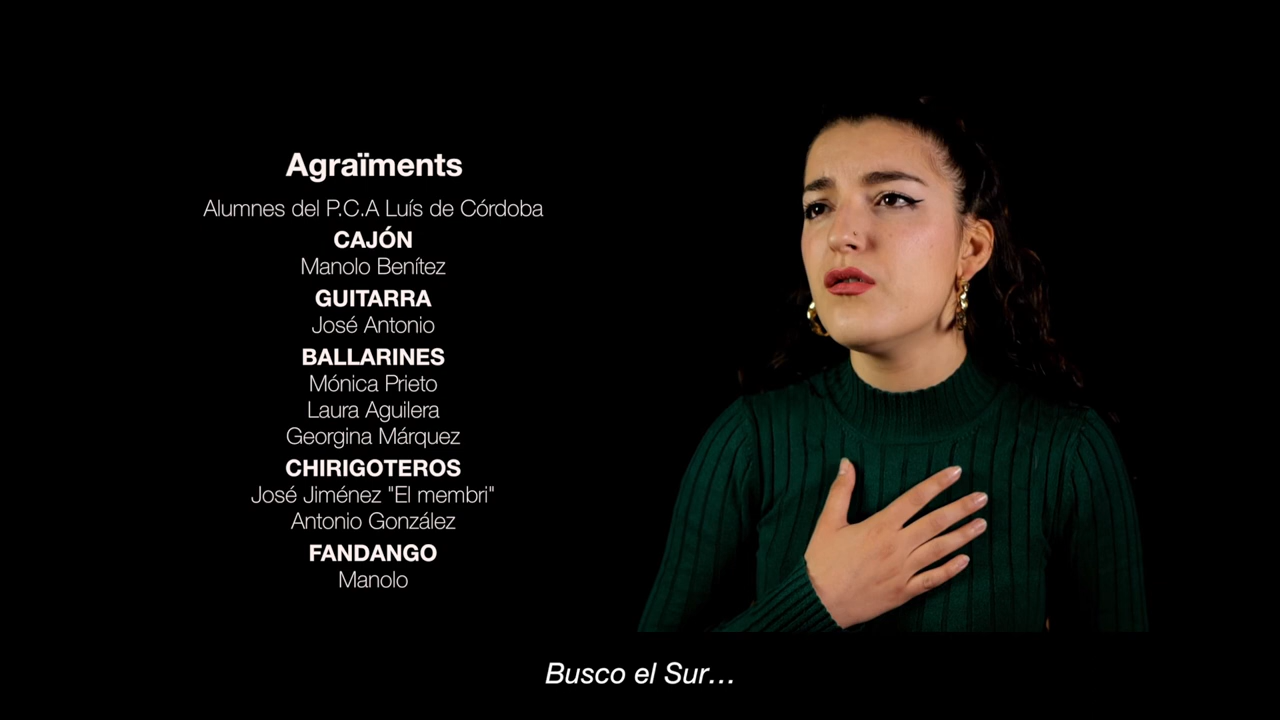 Agraïments
Alumnes del P.C.A Luís de Córdoba
CAJÓN
Manolo Benítez
GUITARRA
José Antonio
BALLARINES
Mónica Prieto
Laura Aguilera
Georgina Márquez
CHIRIGOTEROS
José Jiménez "El membri"
Antonio González
FANDANGO
Manolo
Busco el Sur...